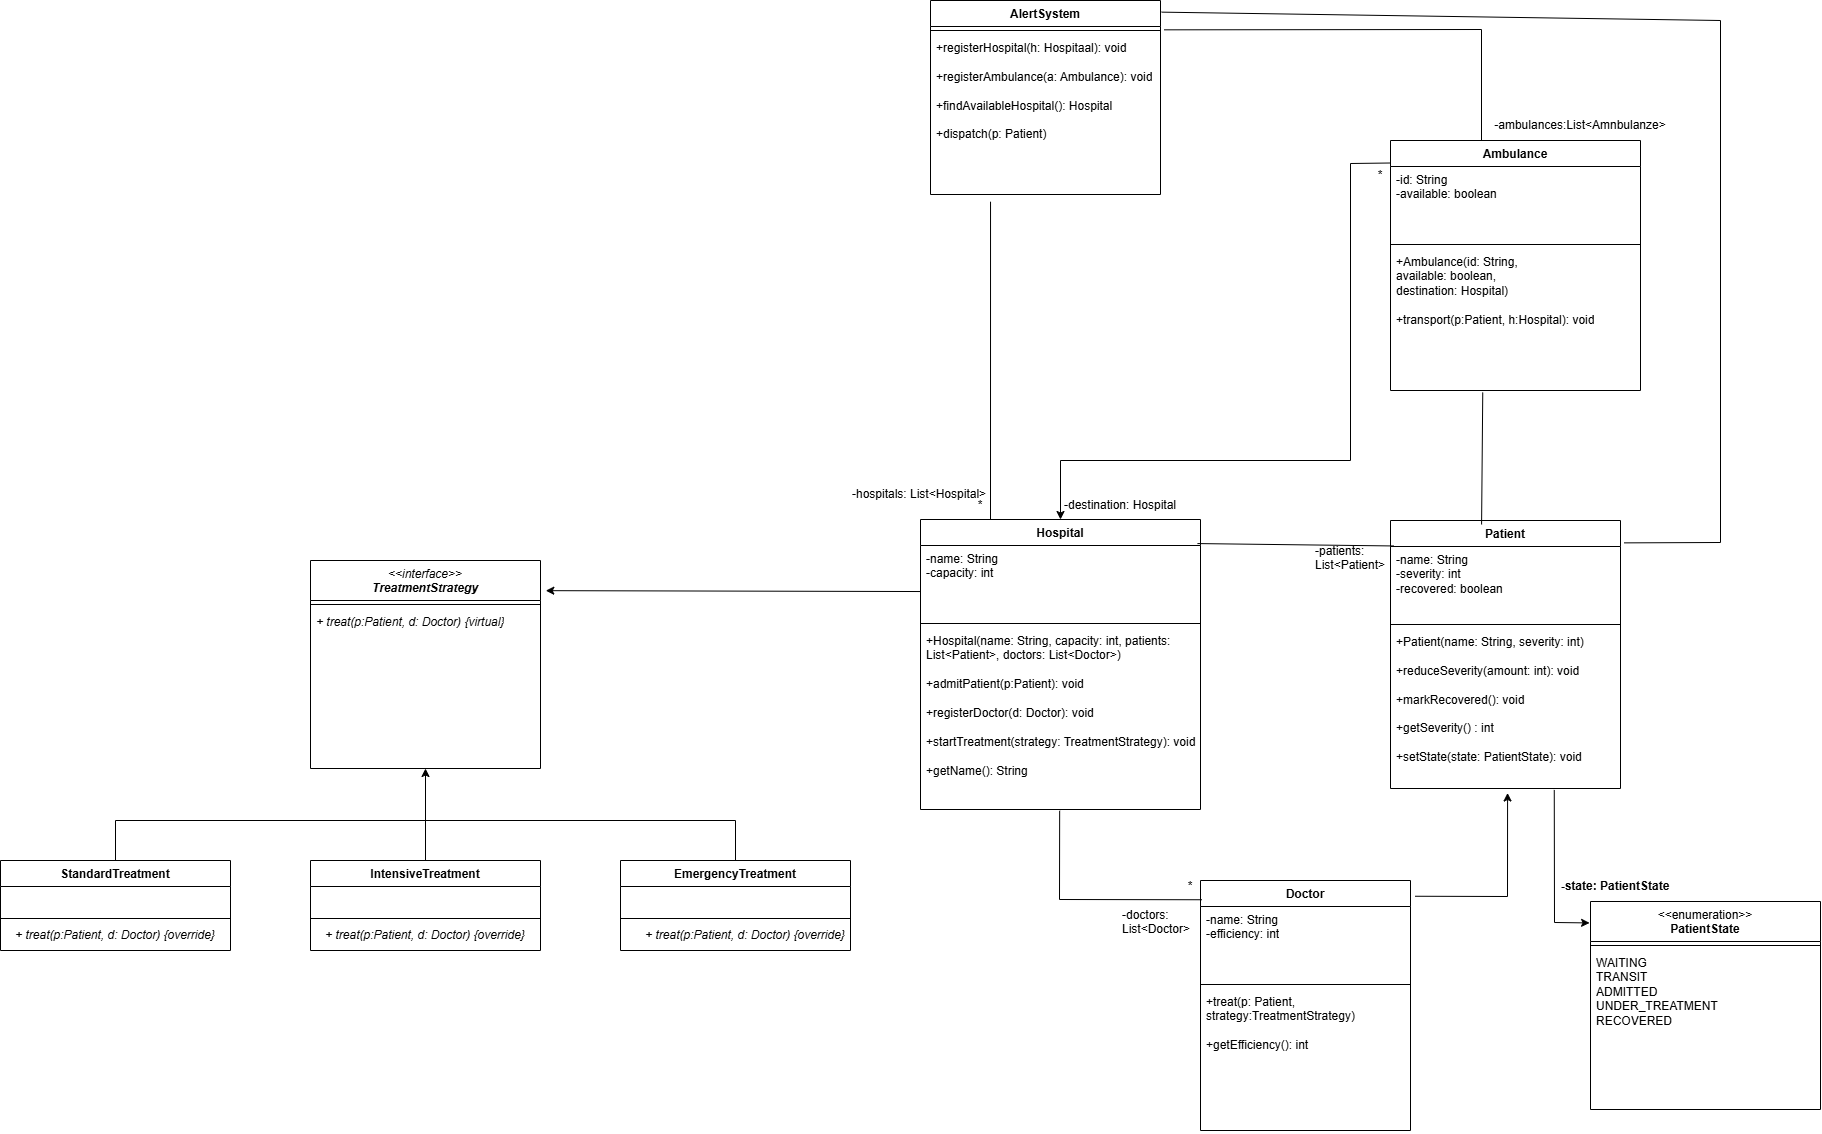 AlertSystem
+registerHospital(h: Hospitaal): void
+registerAmbulance(a: Ambulance): void
+findAvailableHospital(): Hospital
+dispatch(p: Patient)
-ambulances:List<Amnbulanze>
Ambulance
*
-id: String
-available: boolean
+Ambulance(id: String,
available: boolean,
destination: Hospital)
+transport(p:Patient, h:Hospital): void
-hospitals: List<Hospital>
*
-destination: Hospital
Hospital
-name: String
-capacity: int
+Hospital(name: String, capacity: int, patients:
List<Patient>, doctors: List<Doctor>)
+admitPatient(p:Patient): void
+registerDoctor(d: Doctor): void
+startTreatment(strategy: TreatmentStrategy): void
+getName(): String
-patients:
List<Patient>
Patient
-name: String
-severity: int
-recovered: boolean
+Patient(name: String, severity: int)
+reduceSeverity(amount: int): void
+markRecovered(): void
+getSeverity() : int
+setState(state: PatientState): void
<<interface>>
TreatmentStrategy
+ treat(p:Patient, d: Doctor) {virtual}
StandardTreatment
+ treat(p:Patient, d: Doctor) {override}
IntensiveTreatment
+ treat(p:Patient, d: Doctor) {override}
EmergencyTreatment
+ treat(p:Patient, d: Doctor) {override}
*
-doctors:
List<Doctor>
Doctor
-name: String
-efficiency: int
+treat(p: Patient,
strategy:TreatmentStrategy)
+getEfficiency(): int
-state: PatientState
<<enumeration>>
PatientState
WAITING
TRANSIT
ADMITTED
UNDER_TREATMENT
RECOVERED